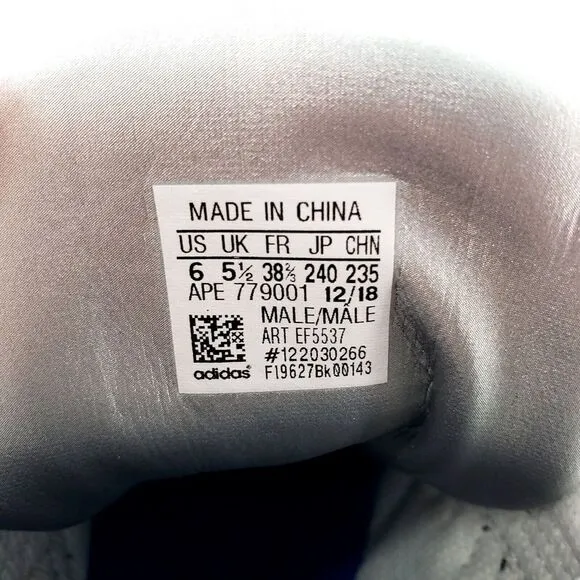 MADE IN CHINA
US UK FR JP CHN
6 5½ 38⅔ 240 235
APE 779001 12/18
MALE/MÂLE
ART EF5537
#122030266
adidas® F19627Bk00143